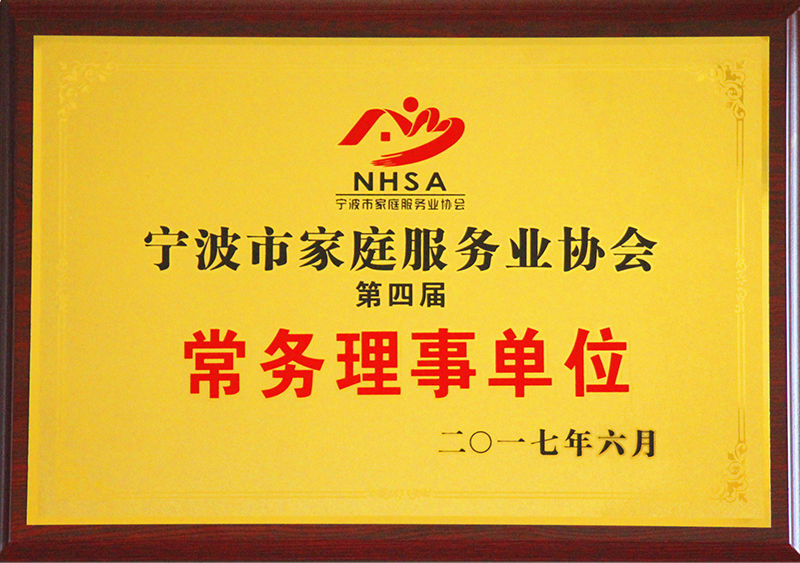 NHSA
宁波市家庭服务业协会
宁波市家庭服务业协会
第四届
常务理事单位
二〇一七年六月